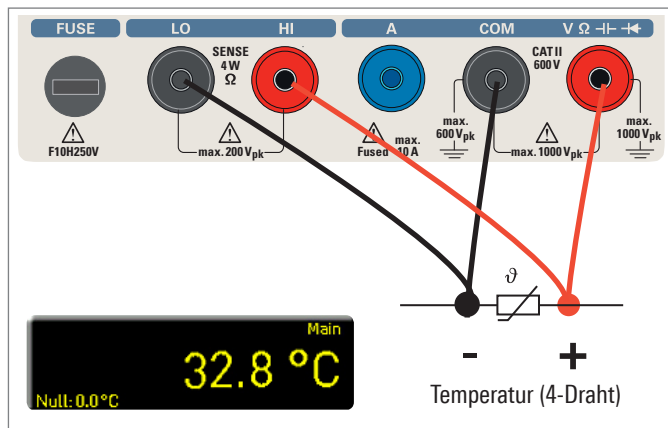 FUSE LO HI A COM V Ω ⊣⊢ ⯈|
SENSE
4 W
Ω
CAT II
600 V
max.
600 Vpk
max.
1000 Vpk
F10H250V
max. 200 Vpk
max.
Fused 10 A
max. 1000 Vpk
ϑ
Main
32.8 °C
Null: 0.0°C
- +
Temperatur (4-Draht)